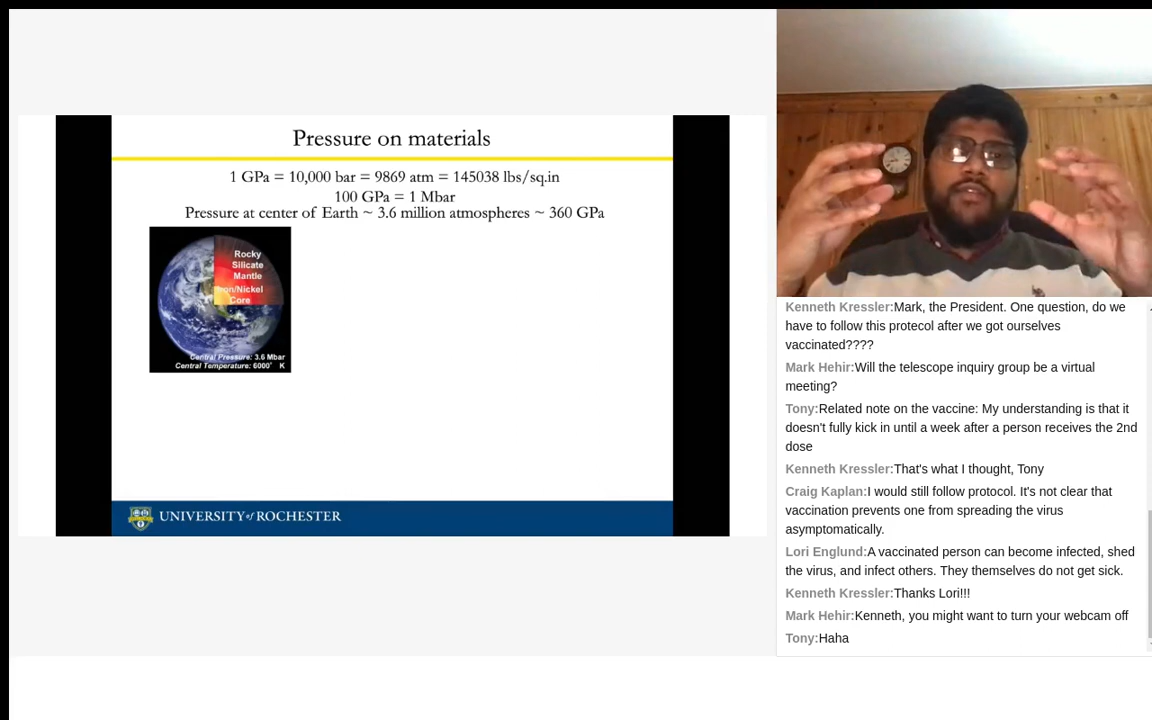 Pressure on materials
1 GPa = 10,000 bar = 9869 atm = 145038 lbs/sq.in
100 GPa = 1 Mbar
Pressure at center of Earth ~ 3.6 million atmospheres ~ 360 GPa
Rocky
Silicate
Mantle
Iron/Nickel
Core
Central Pressure: 3.6 Mbar
Central Temperature: 6000° K
UNIVERSITY of ROCHESTER
Kenneth Kressler:Mark, the President. One question, do we
have to follow this protecol after we got ourselves
vaccinated????
Mark Hehir:Will the telescope inquiry group be a virtual
meeting?
Tony:Related note on the vaccine: My understanding is that it
doesn't fully kick in until a week after a person receives the 2nd
dose
Kenneth Kressler:That's what I thought, Tony
Craig Kaplan:I would still follow protocol. It's not clear that
vaccination prevents one from spreading the virus
asymptomatically.
Lori Englund:A vaccinated person can become infected, shed
the virus, and infect others. They themselves do not get sick.
Kenneth Kressler:Thanks Lori!!!
Mark Hehir:Kenneth, you might want to turn your webcam off
Tony:Haha